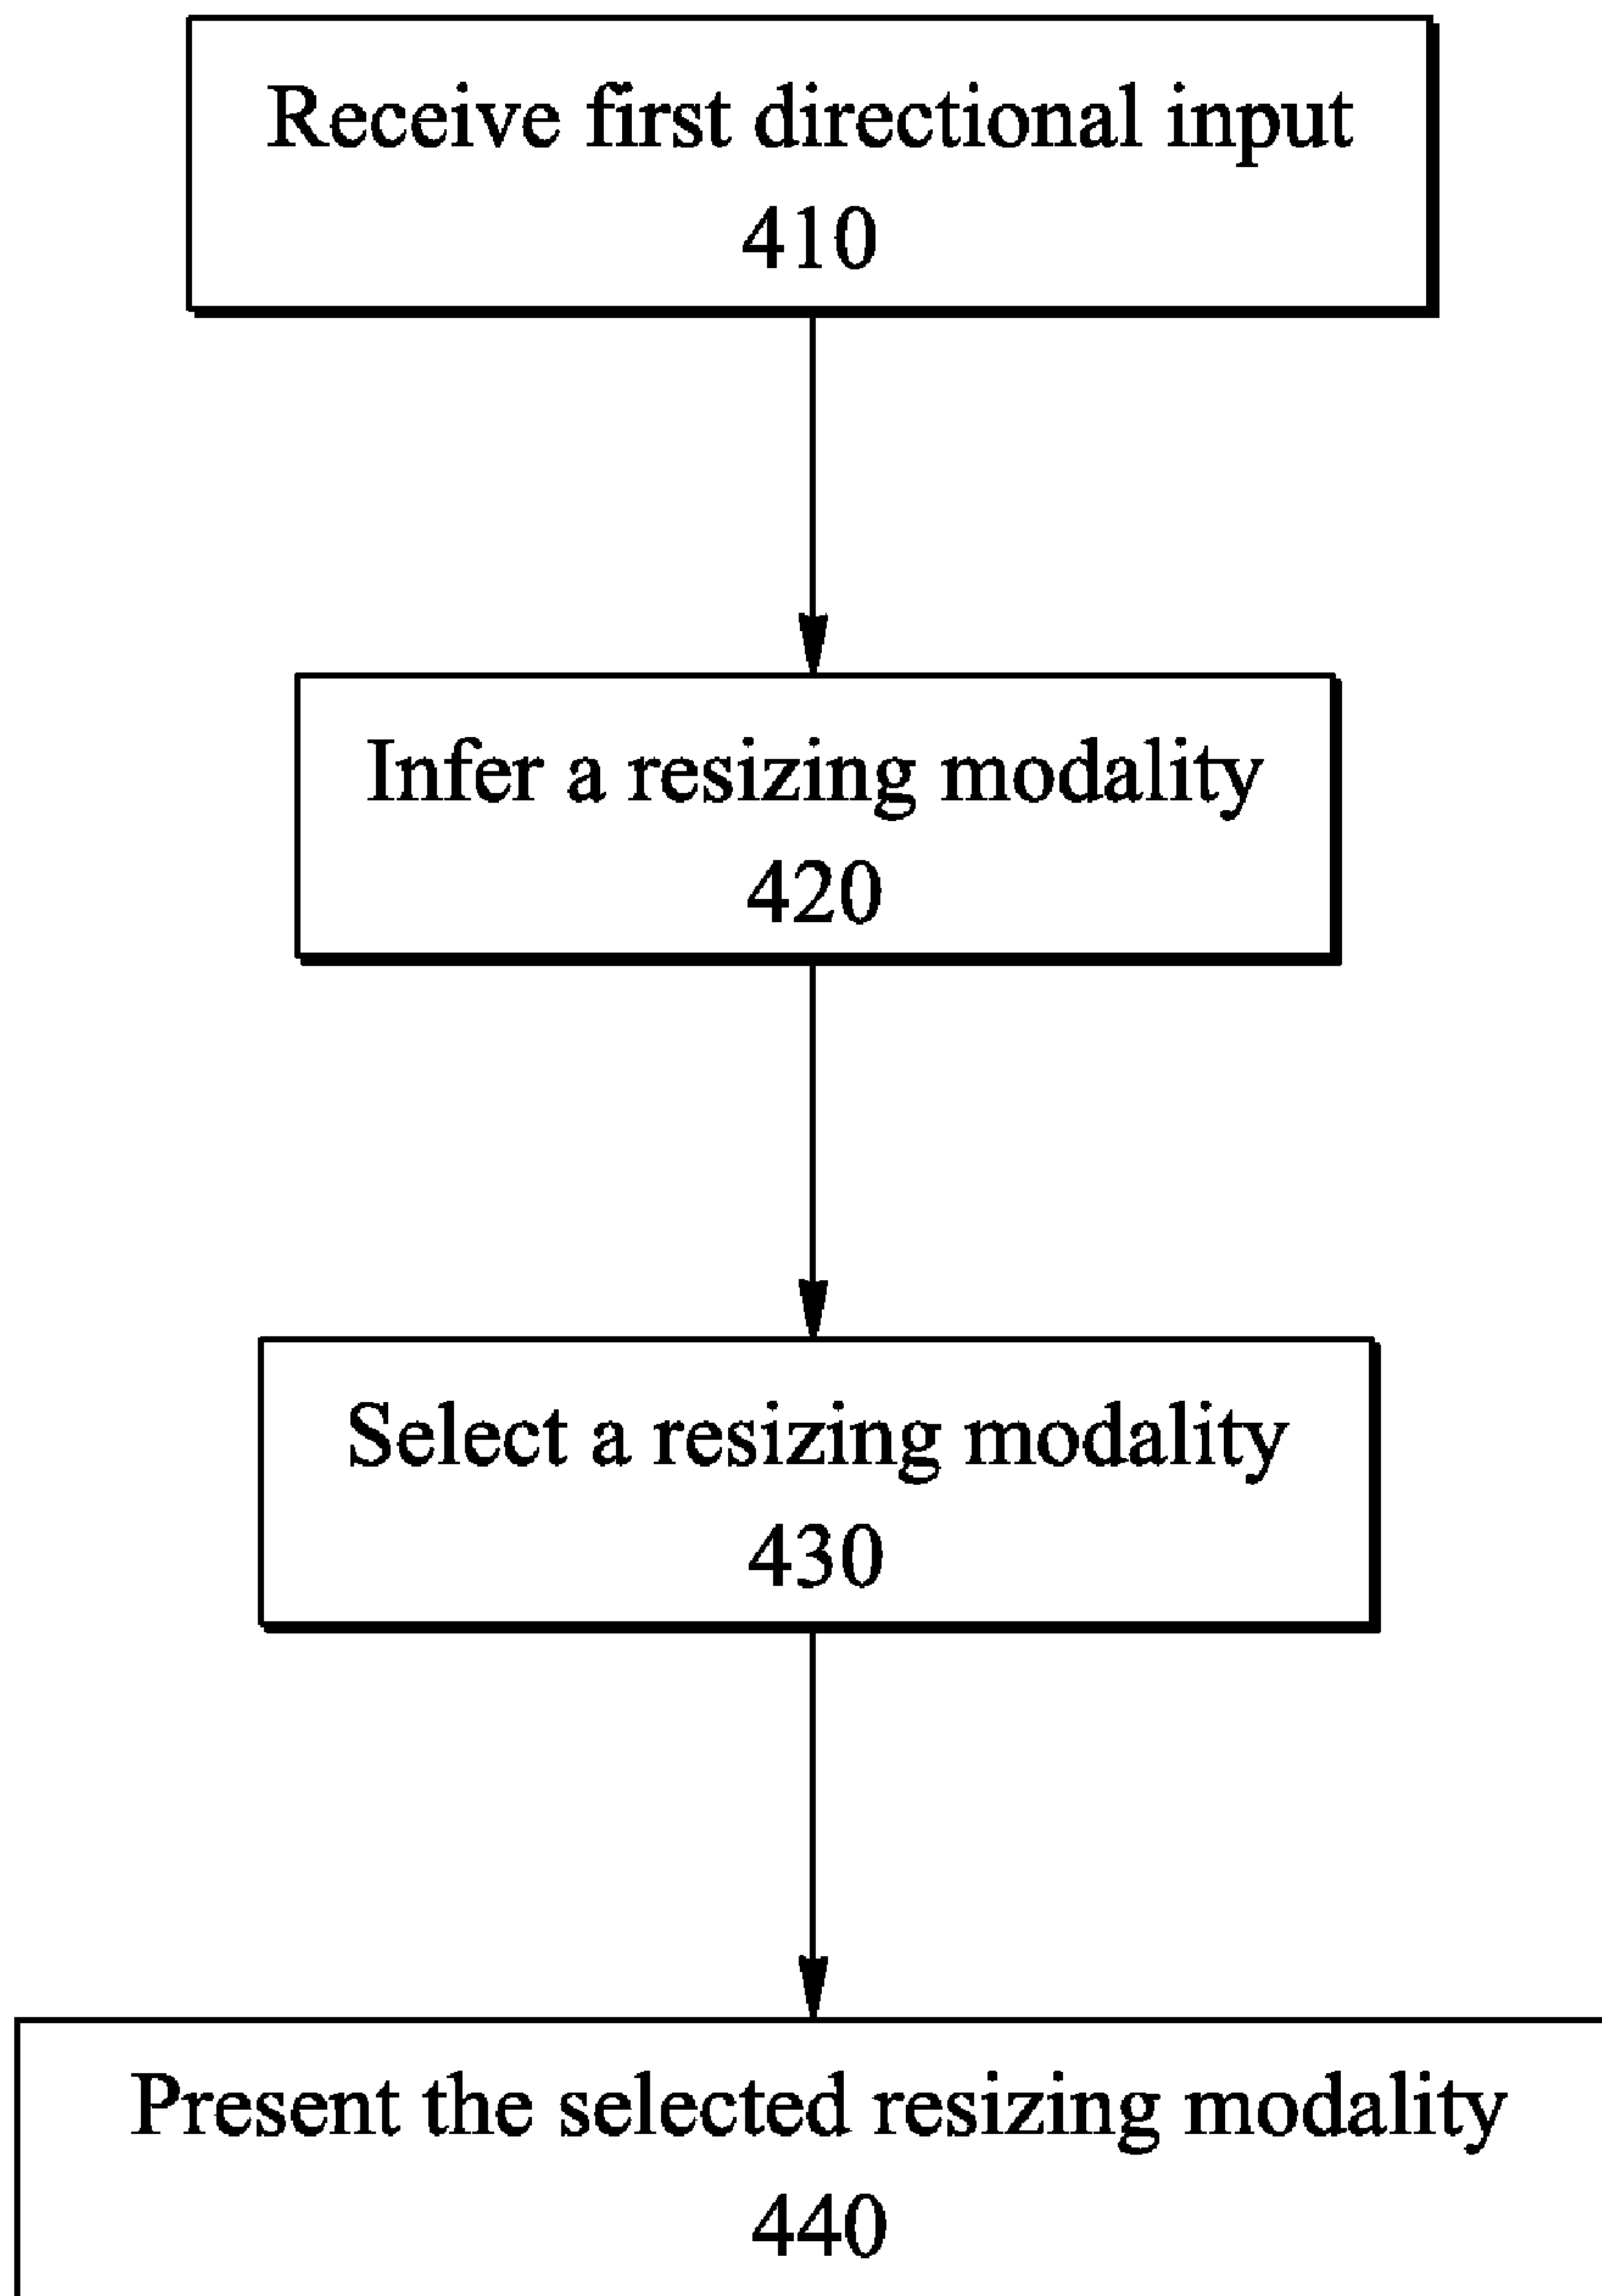 Receive first directional input
410
Infer a resizing modality
420
Select a resizing modality
430
Present the selected resizing modality
440